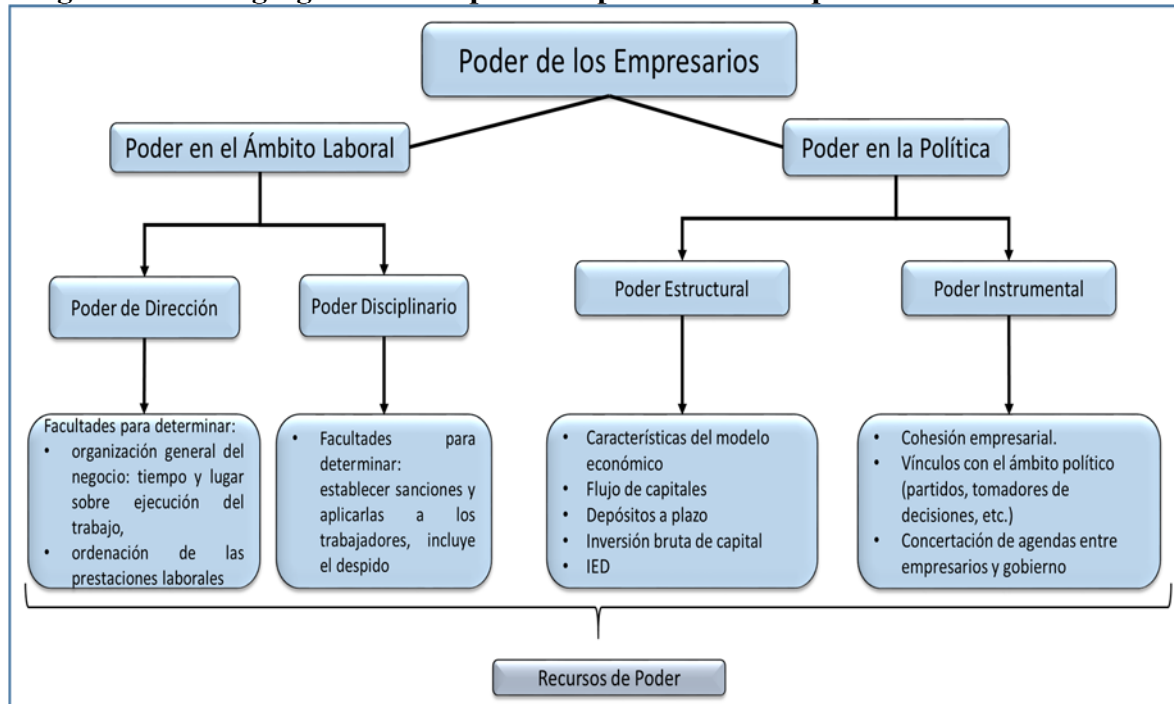 Poder de los Empresarios
Poder en el Ámbito Laboral
Poder en la Política
Poder de Dirección
Poder Disciplinario
Poder Estructural
Poder Instrumental
Facultades para determinar:
• organización general del
negocio: tiempo y lugar
sobre ejecución del
trabajo,
• ordenación de las
prestaciones laborales
• Facultades para
determinar:
establecer sanciones y
aplicarlas a los
trabajadores, incluye
el despido
• Características del modelo
económico
• Flujo de capitales
• Depósitos a plazo
• Inversión bruta de capital
• IED
• Cohesión empresarial.
• Vínculos con el ámbito político
(partidos, tomadores de
decisiones, etc.)
• Concertación de agendas entre
empresarios y gobierno
Recursos de Poder